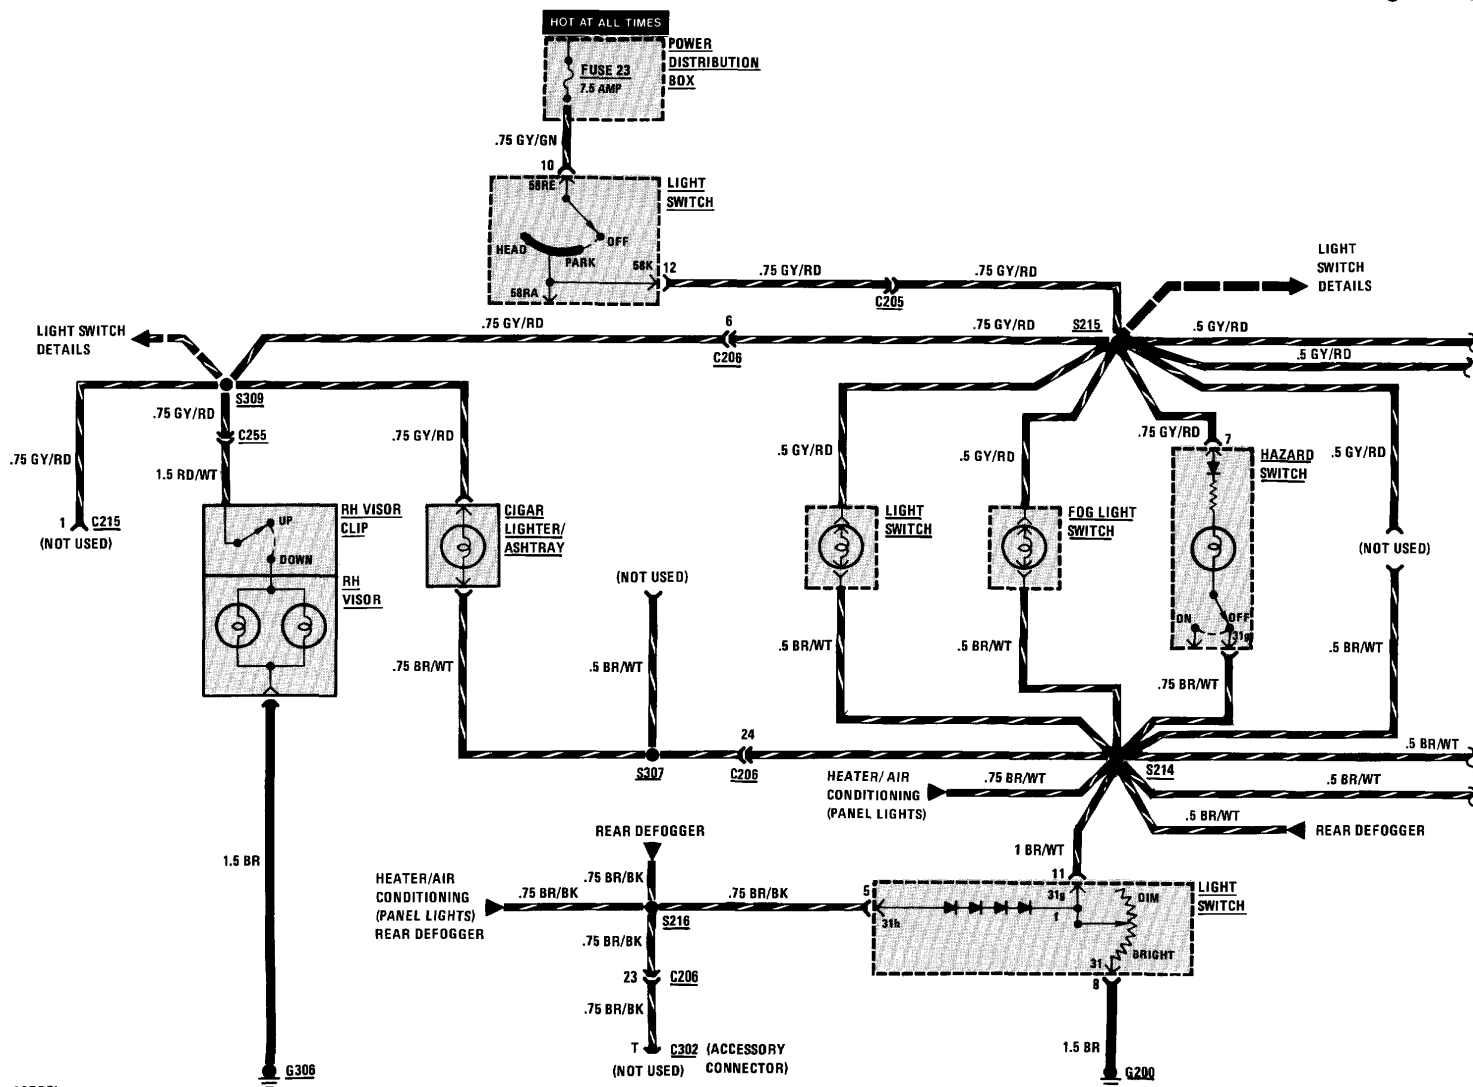 HOT AT ALL TIMES
POWER
DISTRIBUTION
BOX
FUSE 23
7.5 AMP
.75 GY/GN
10
58RE
LIGHT
SWITCH
OFF
HEAD
PARK
58K
12
58RA
.75 GY/RD
C205
.75 GY/RD
LIGHT
SWITCH
DETAILS
LIGHT SWITCH
DETAILS
.75 GY/RD
6
C206
.75 GY/RD
S215
.5 GY/RD
.5 GY/RD
S309
.75 GY/RD
C255
.75 GY/RD
1.5 RD/WT
1
C215
(NOT USED)
RH VISOR
CLIP
UP
DOWN
RH
VISOR
.75 GY/RD
CIGAR
LIGHTER/
ASHTRAY
(NOT USED)
.5 GY/RD
LIGHT
SWITCH
.5 GY/RD
FOG LIGHT
SWITCH
.75 GY/RD
7
HAZARD
SWITCH
ON
OFF
31g
.5 GY/RD
(NOT USED)
.75 BR/WT
.5 BR/WT
.5 BR/WT
.5 BR/WT
.75 BR/WT
.5 BR/WT
S307
24
C206
S214
.5 BR/WT
.5 BR/WT
HEATER/ AIR
CONDITIONING
(PANEL LIGHTS)
.75 BR/WT
.5 BR/WT
REAR DEFOGGER
1 BR/WT
11
REAR DEFOGGER
.75 BR/BK
HEATER/AIR
CONDITIONING
(PANEL LIGHTS)
REAR DEFOGGER
.75 BR/BK
.75 BR/BK
S216
5
31h
31g
1
DIM
BRIGHT
31
8
LIGHT
SWITCH
.75 BR/BK
23
C206
.75 BR/BK
T
C302
(ACCESSORY
CONNECTOR)
(NOT USED)
1.5 BR
G306
1.5 BR
G200